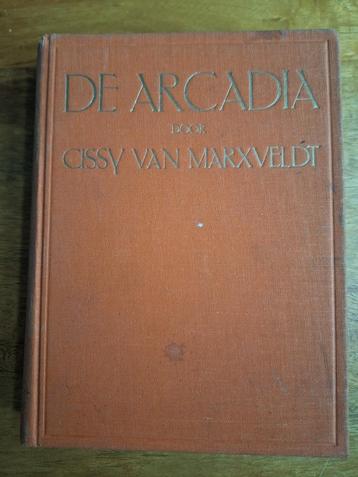 DE ARCADIA
DOOR
CISSY VAN MARXVELDT